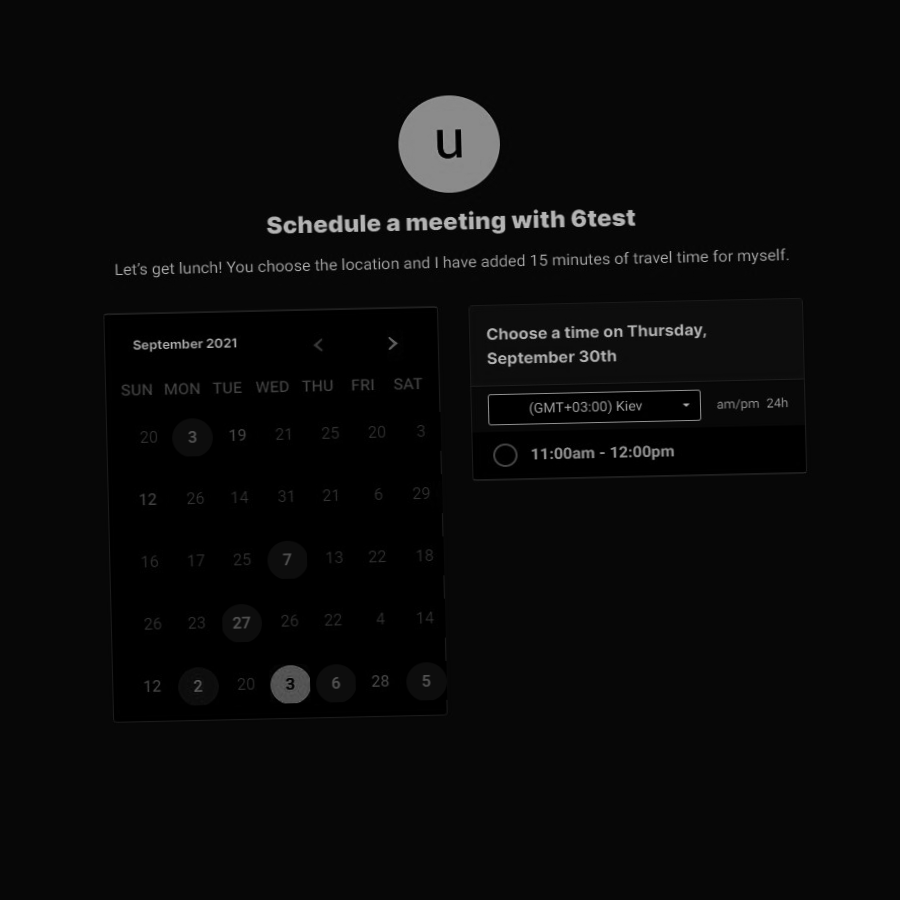 u
Schedule a meeting with 6test
Let's get lunch! You choose the location and I have added 15 minutes of travel time for myself.
September 2021 < >
SUN MON TUE WED THU FRI SAT
20 3 19 21 25 20 3
12 26 14 31 21 6 29
16 17 25 7 13 22 18
26 23 27 26 22 4 14
12 2 20 3 6 28 5
Choose a time on Thursday,
September 30th
(GMT+03:00) Kiev am/pm 24h
11:00am - 12:00pm